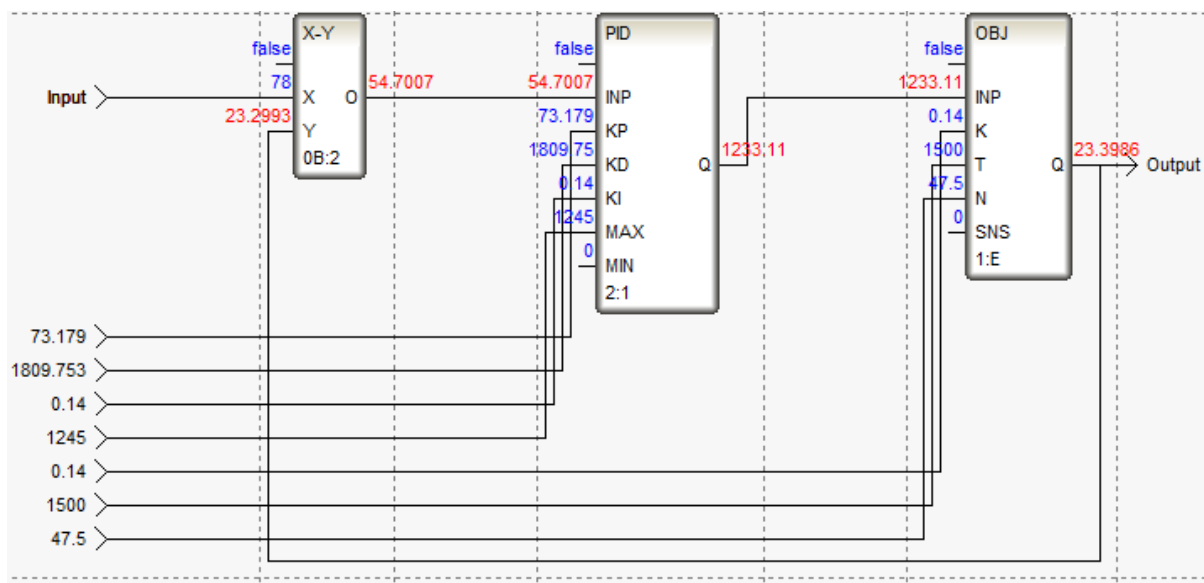 X-Y
false
78
Input
X
O
54.7007
23.2993
Y
0B:2
PID
false
54.7007
INP
73.179
KP
1809.75
KD
Q
1233.11
0.14
KI
1245
MAX
0
MIN
2:1
OBJ
false
1233.11
INP
0.14
K
1500
T
Q
23.3986
Output
47.5
N
0
SNS
1:E
73.179
1809.753
0.14
1245
0.14
1500
47.5